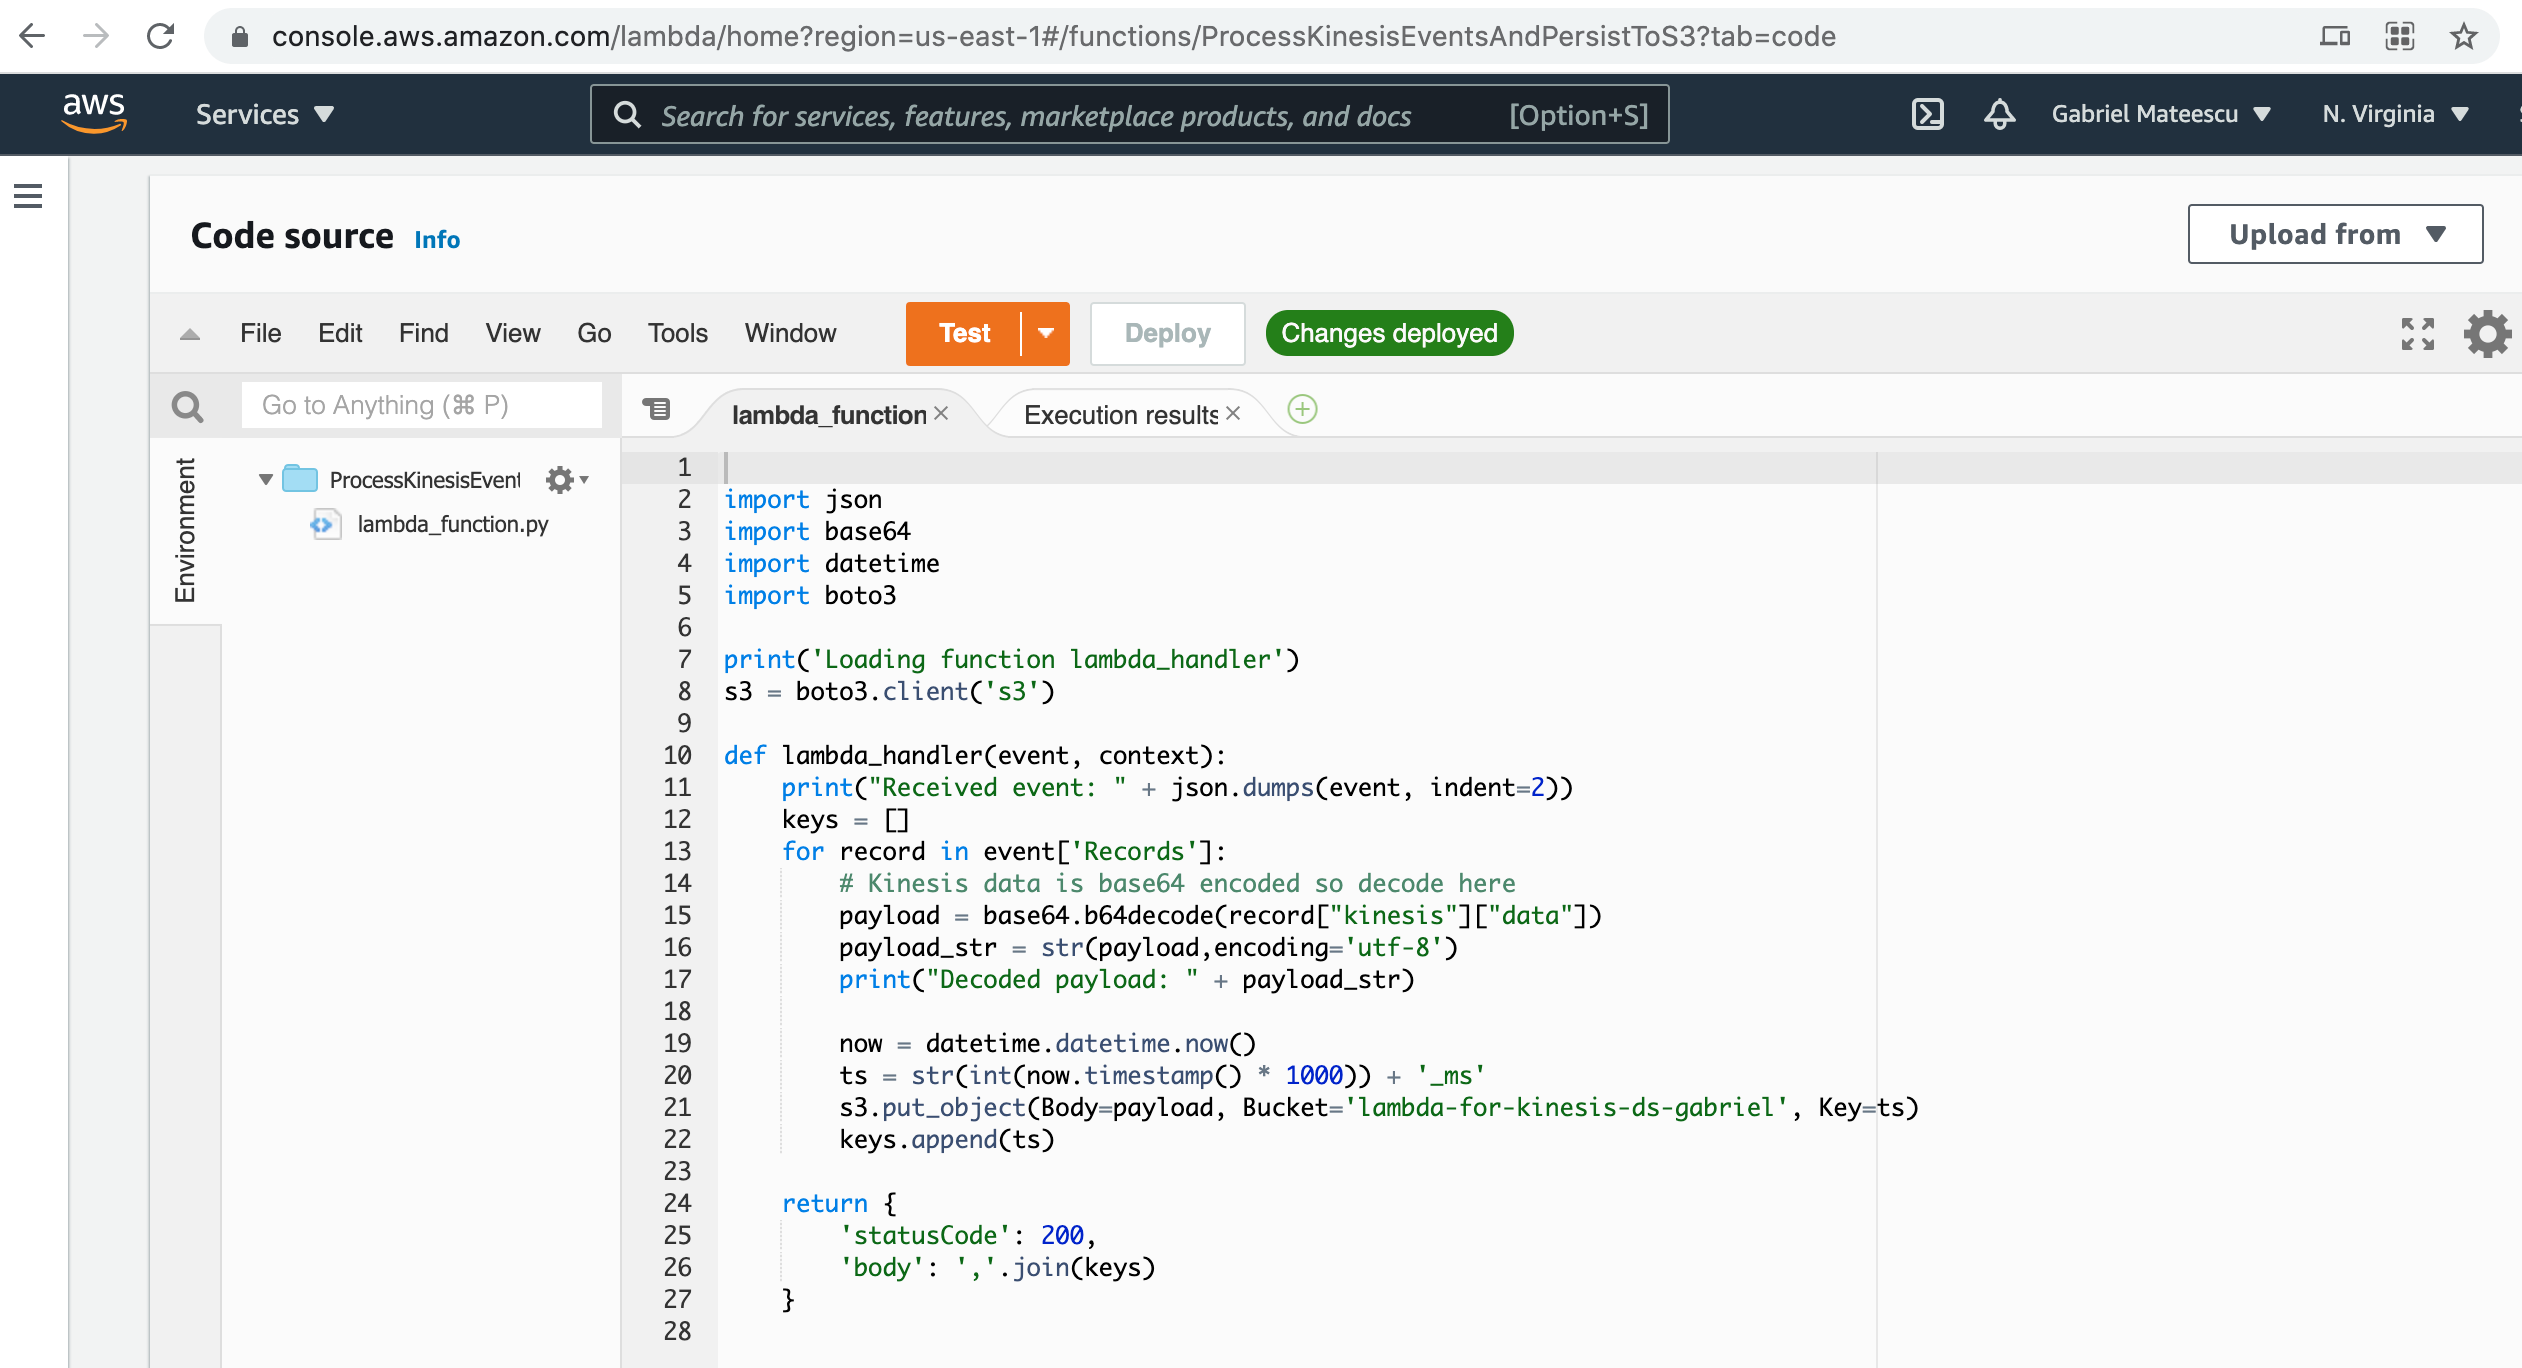 console.aws.amazon.com/lambda/home?region=us-east-1#/functions/ProcessKinesisEventsAndPersistToS3?tab=code
aws Services Search for services, features, marketplace products, and docs [Option+S] Gabriel Mateescu N. Virginia
Code source Info Upload from
File Edit Find View Go Tools Window Test Deploy Changes deployed
Go to Anything (⌘ P) lambda_function Execution results
Environment
ProcessKinesisEvent
lambda_function.py
1
2 import json
3 import base64
4 import datetime
5 import boto3
6
7 print('Loading function lambda_handler')
8 s3 = boto3.client('s3')
9
10 def lambda_handler(event, context):
11     print("Received event: " + json.dumps(event, indent=2))
12     keys = []
13     for record in event['Records']:
14         # Kinesis data is base64 encoded so decode here
15         payload = base64.b64decode(record["kinesis"]["data"])
16         payload_str = str(payload,encoding='utf-8')
17         print("Decoded payload: " + payload_str)
18
19         now = datetime.datetime.now()
20         ts = str(int(now.timestamp() * 1000)) + '_ms'
21         s3.put_object(Body=payload, Bucket='lambda-for-kinesis-ds-gabriel', Key=ts)
22         keys.append(ts)
23
24     return {
25         'statusCode': 200,
26         'body': ','.join(keys)
27     }
28